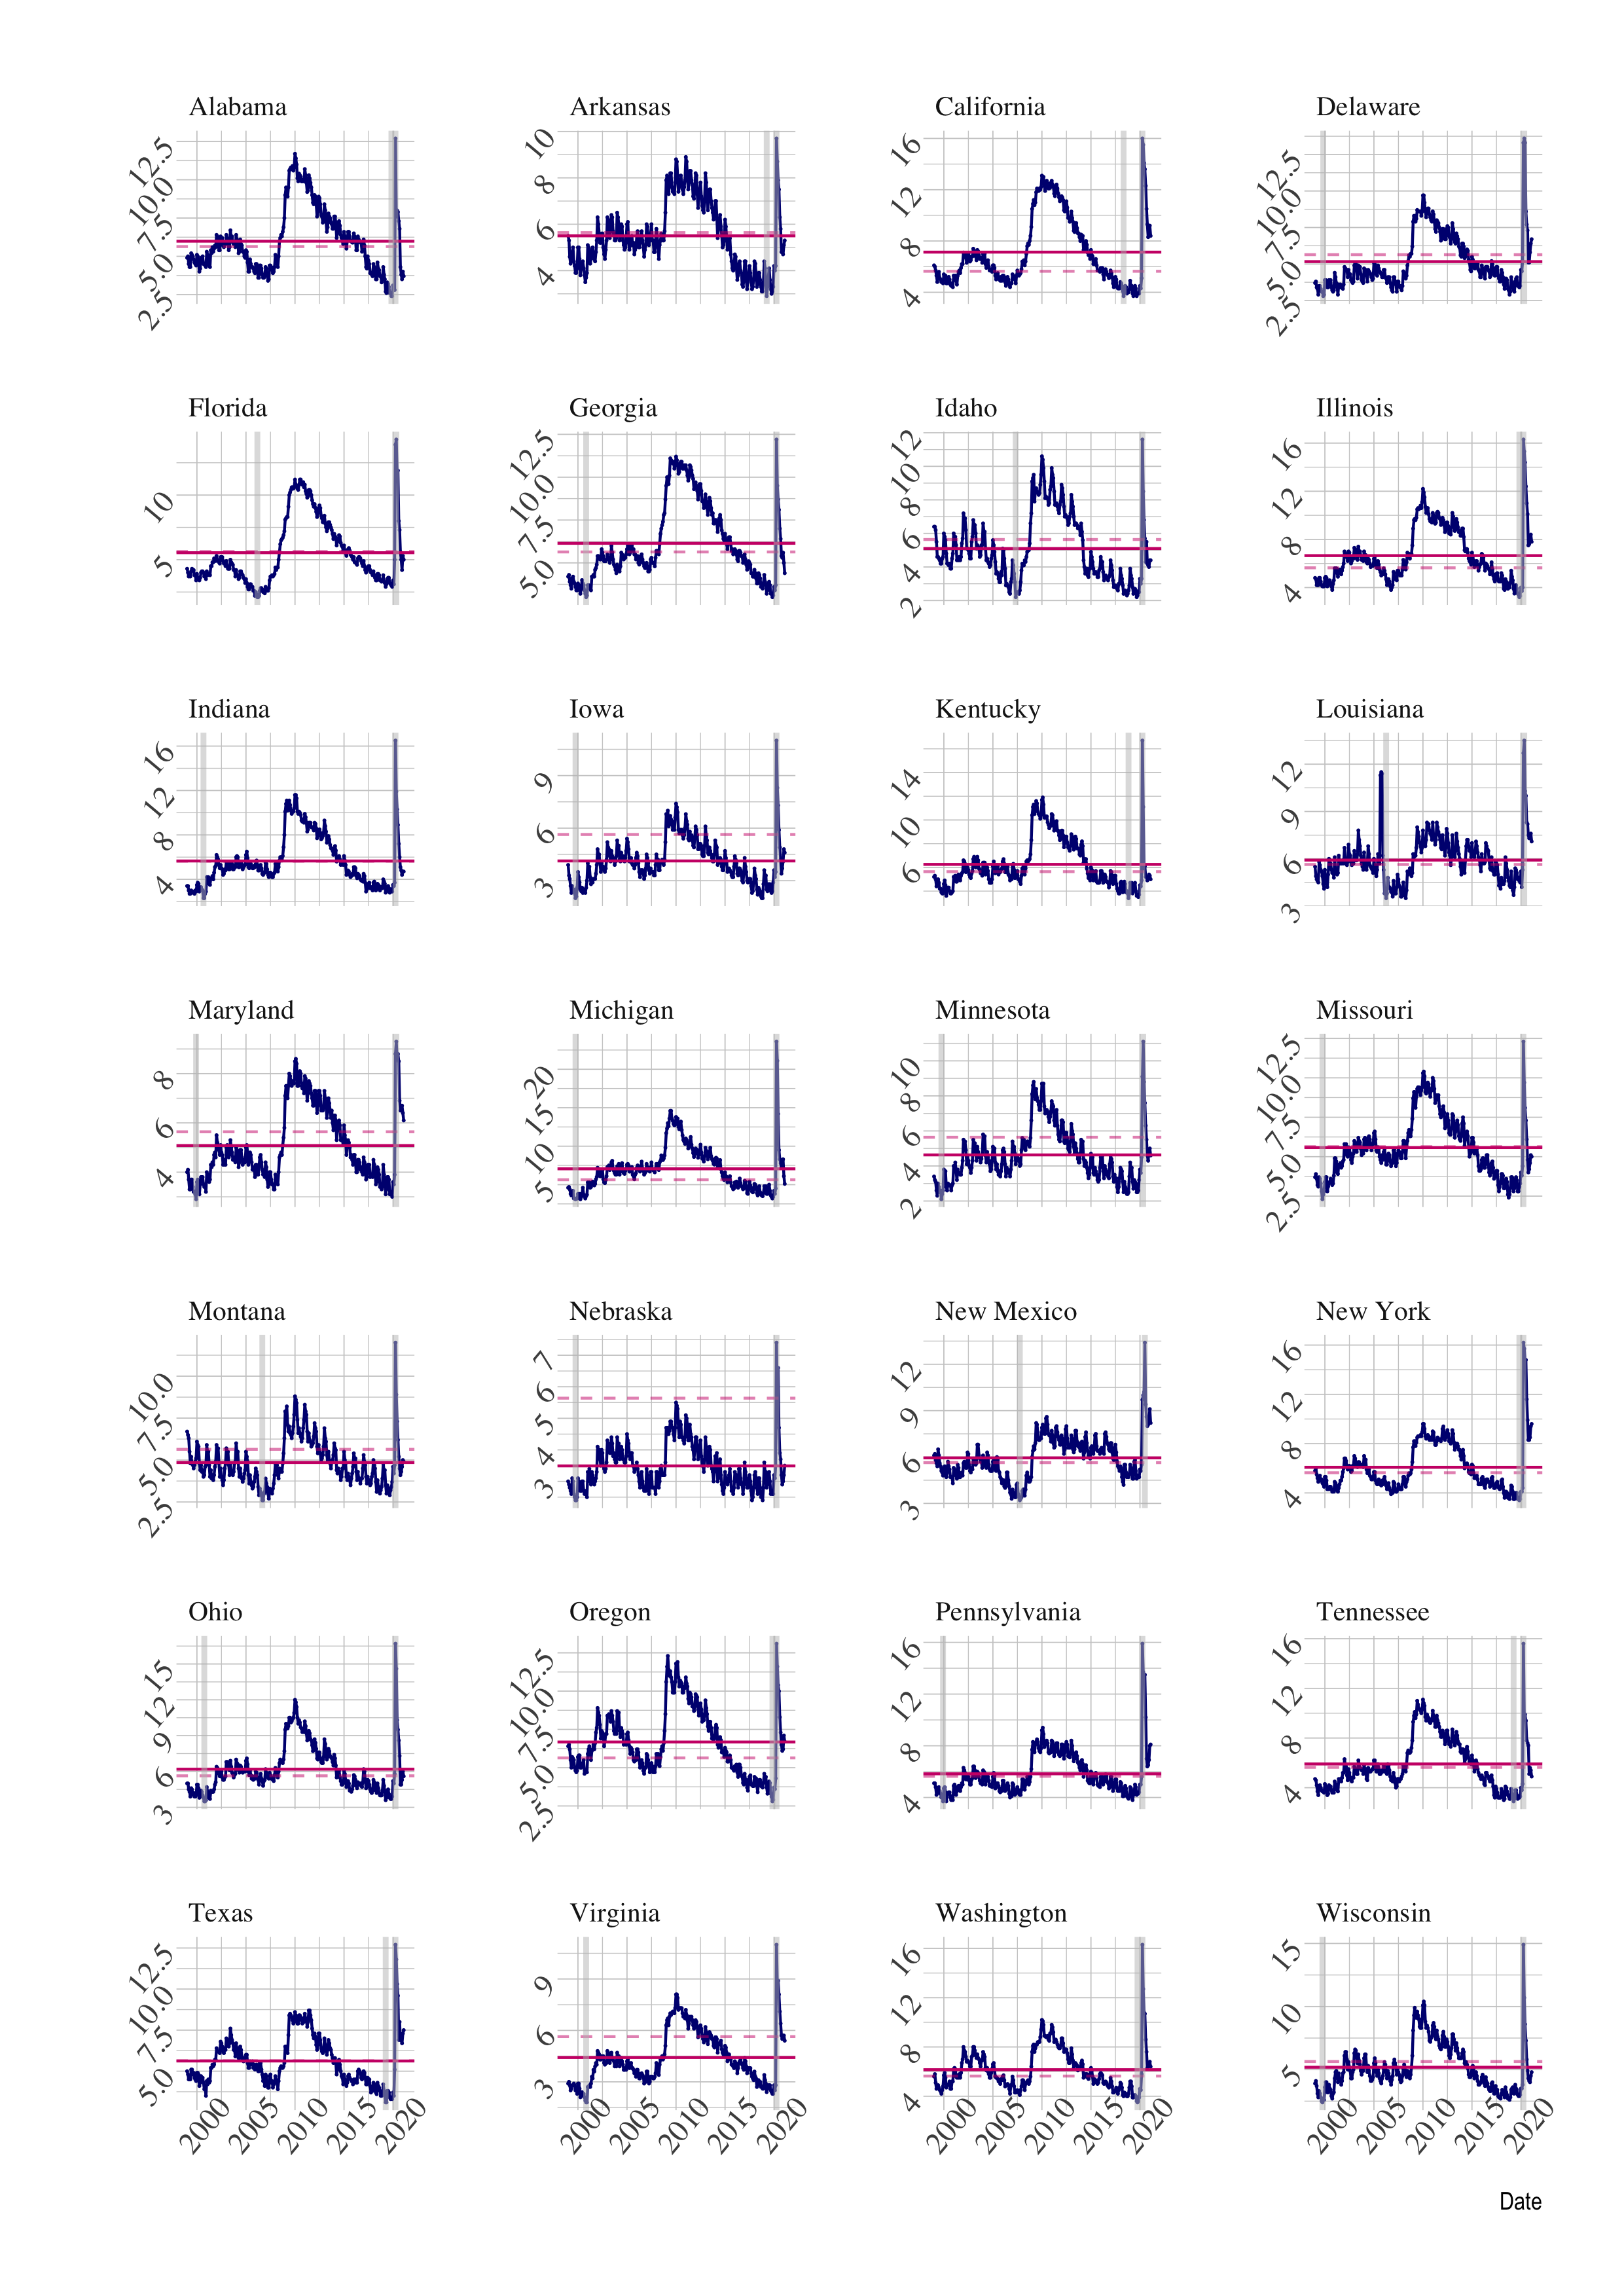 Alabama Arkansas California Delaware
12.5 10.0 7.5 5.0 2.5
10 8 6 4
16 12 8 4
12.5 10.0 7.5 5.0 2.5
Florida Georgia Idaho Illinois
10 5
12.5 10.0 7.5 5.0
12 10 8 6 4 2
16 12 8 4
Indiana Iowa Kentucky Louisiana
16 12 8 4
9 6 3
14 10 6
12 9 6 3
Maryland Michigan Minnesota Missouri
8 6 4
20 15 10 5
10 8 6 4 2
12.5 10.0 7.5 5.0 2.5
Montana Nebraska New Mexico New York
10.0 7.5 5.0 2.5
7 6 5 4 3
12 9 6 3
16 12 8 4
Ohio Oregon Pennsylvania Tennessee
15 12 9 6 3
12.5 10.0 7.5 5.0 2.5
16 12 8 4
16 12 8 4
Texas Virginia Washington Wisconsin
12.5 10.0 7.5 5.0
9 6 3
16 12 8 4
15 10 5
2000 2005 2010 2015 2020
2000 2005 2010 2015 2020
2000 2005 2010 2015 2020
2000 2005 2010 2015 2020
Date